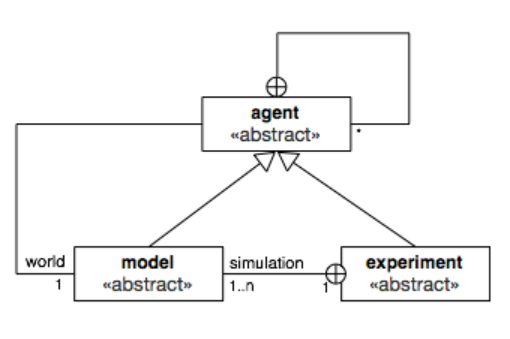 agent
«abstract»
*
world
1
model
«abstract»
simulation
1..n
1
experiment
«abstract»